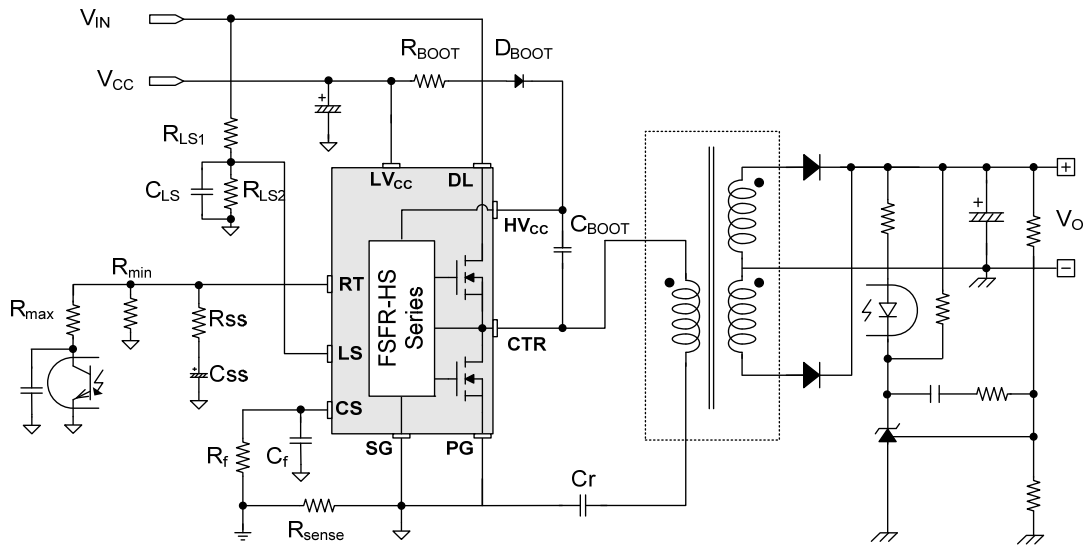 V_IN
R_BOOT
D_BOOT
V_CC
R_LS1
C_LS
R_LS2
LV_CC
DL
HV_CC
C_BOOT
+
+
V_O
−
R_min
RT
R_max
Rss
FSFR-HS
Series
CTR
LS
Css
+
CS
R_f
C_f
SG
PG
Cr
R_sense
+